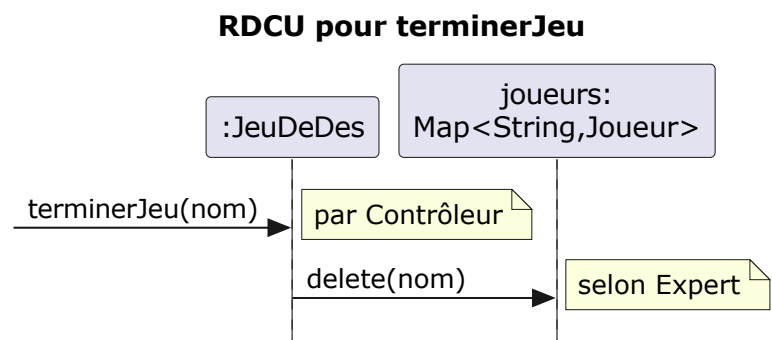 RDCU pour terminerJeu
:JeuDeDes
joueurs:
Map<String,Joueur>
terminerJeu(nom)
par Contrôleur
delete(nom)
selon Expert